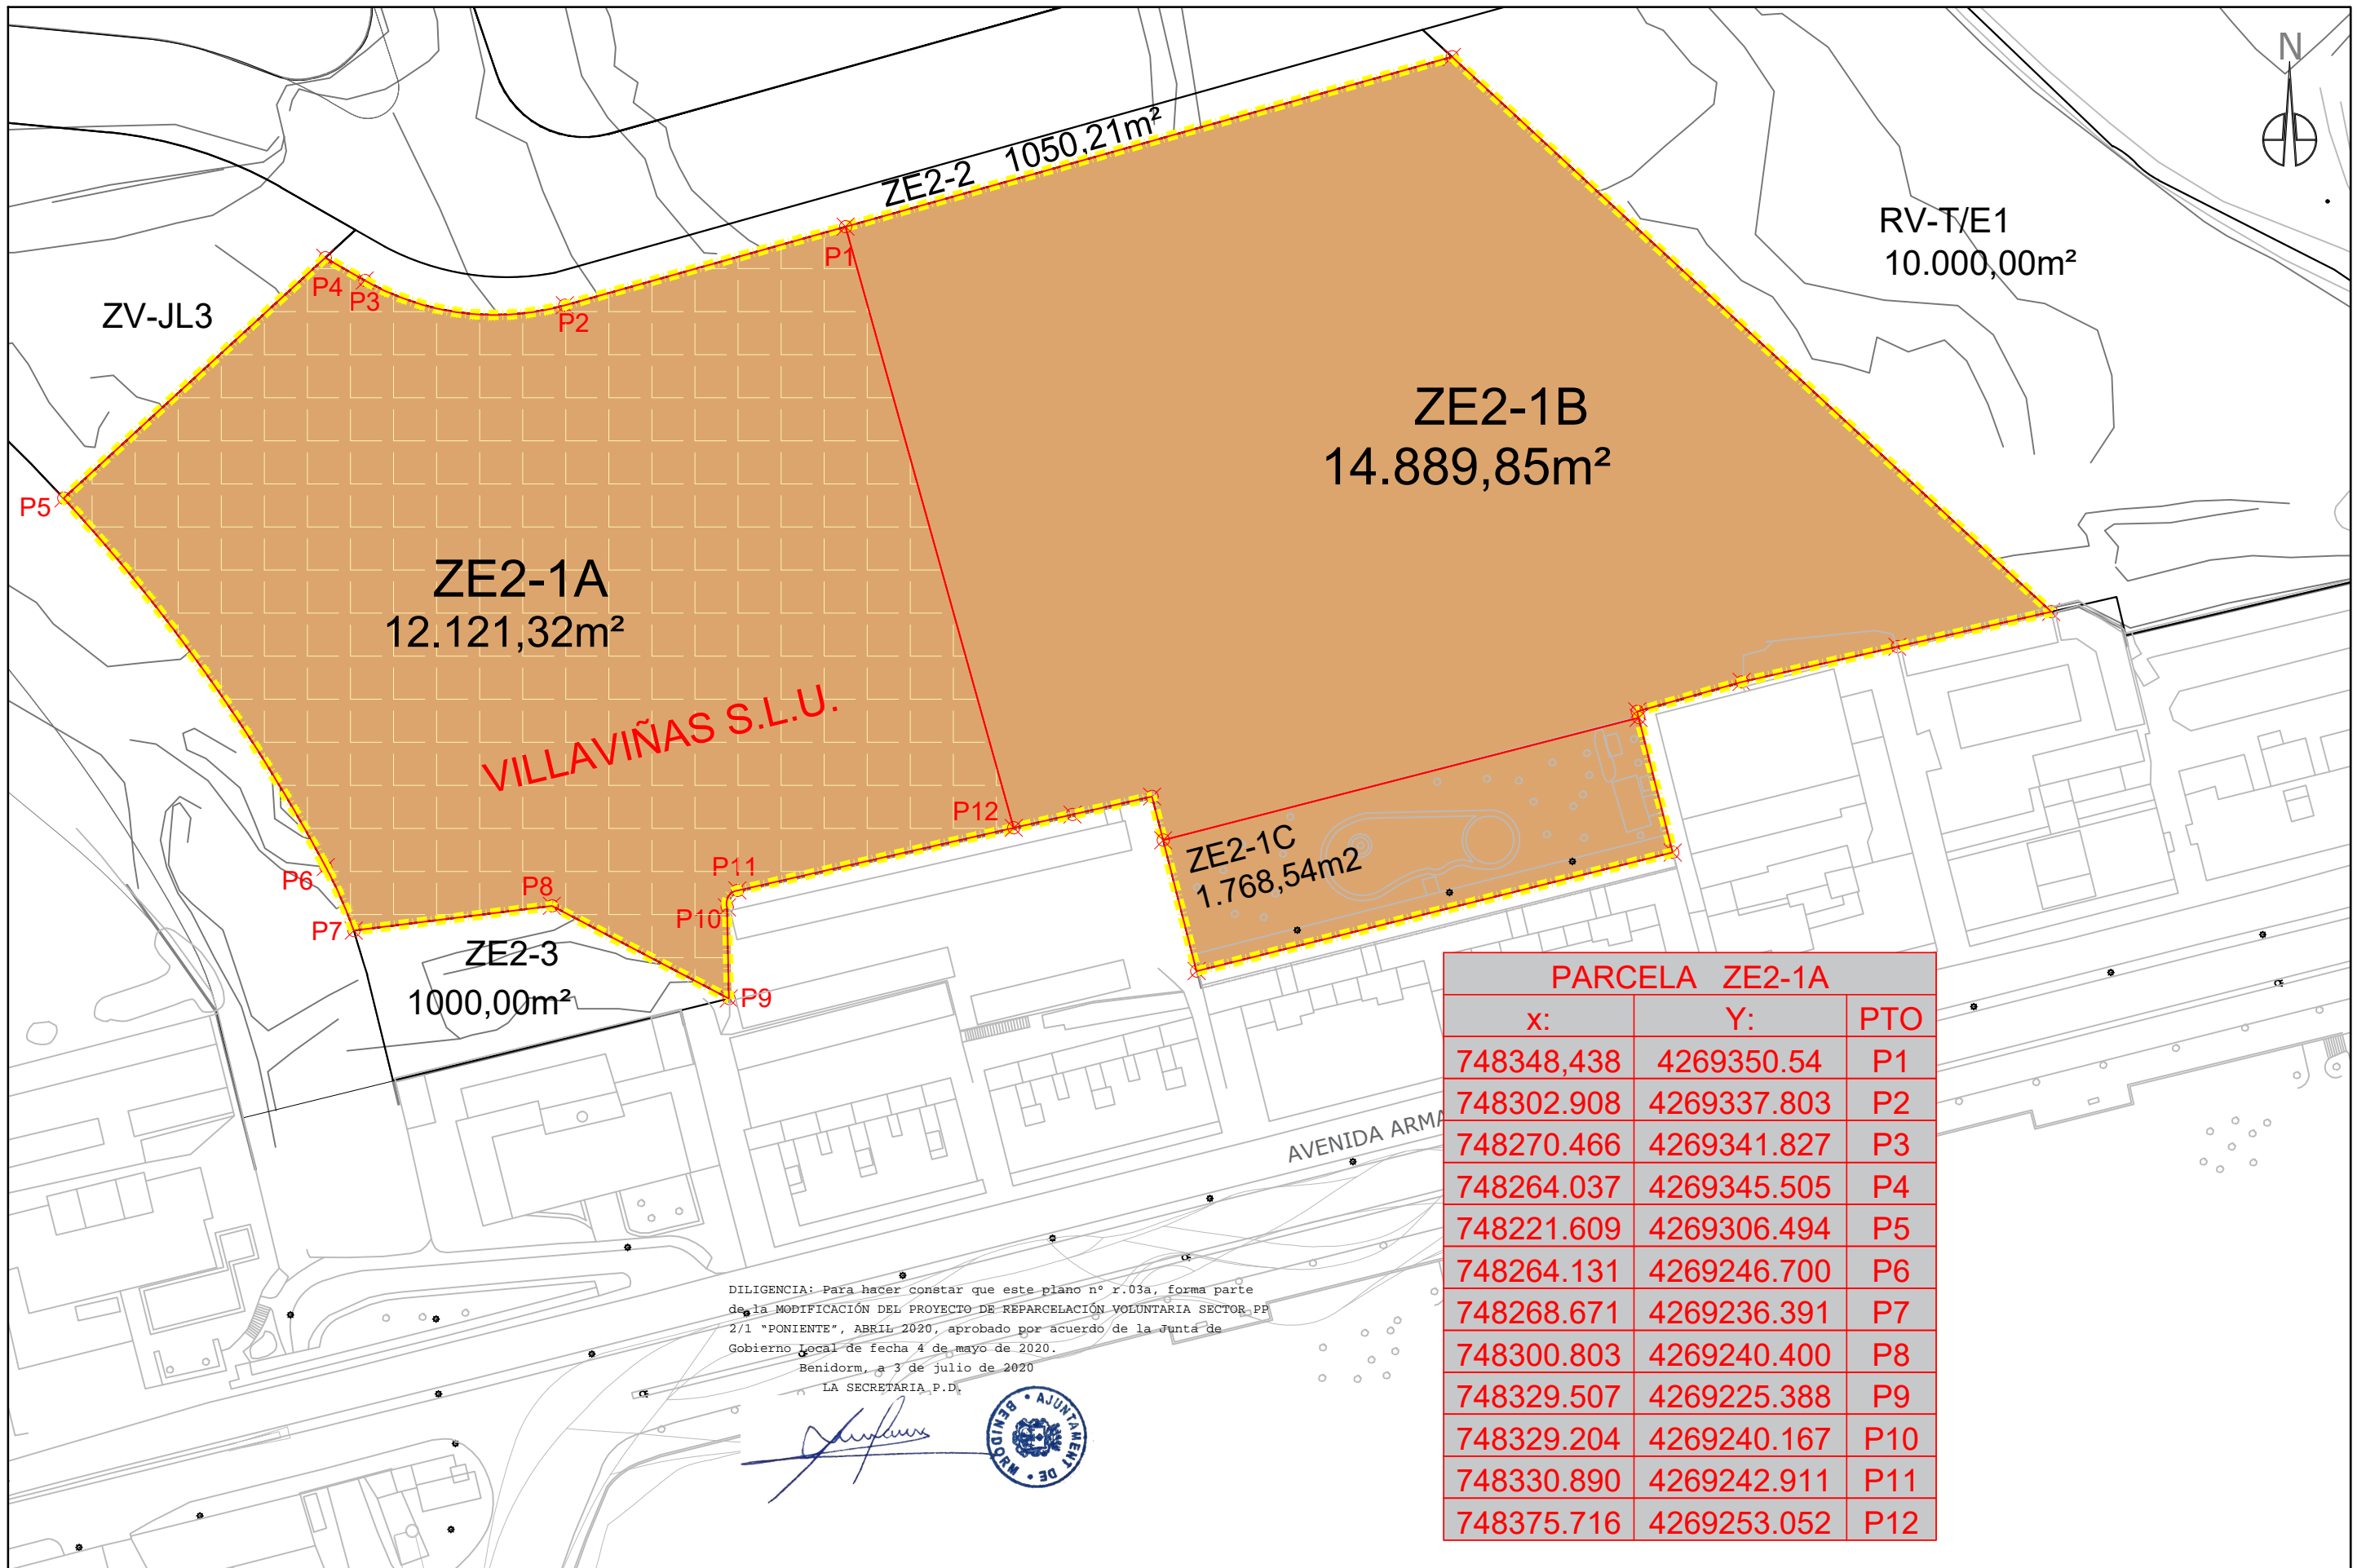 N
ZE2-2 1050,21m²
RV-T/E1
10.000,00m²
ZV-JL3
P1
P4
P3
P2
P5
ZE2-1B
14.889,85m²
ZE2-1A
12.121,32m²
VILLAVIÑAS S.L.U.
P12
P11
P6
P8
P10
P7
P9
ZE2-1C
1.768,54m2
ZE2-3
1000,00m²
AVENIDA ARMA
PARCELA ZE2-1A
x: Y: PTO
748348,438 4269350.54 P1
748302.908 4269337.803 P2
748270.466 4269341.827 P3
748264.037 4269345.505 P4
748221.609 4269306.494 P5
748264.131 4269246.700 P6
748268.671 4269236.391 P7
748300.803 4269240.400 P8
748329.507 4269225.388 P9
748329.204 4269240.167 P10
748330.890 4269242.911 P11
748375.716 4269253.052 P12
DILIGENCIA: Para hacer constar que este plano nº r.03a, forma parte
de la MODIFICACIÓN DEL PROYECTO DE REPARCELACIÓN VOLUNTARIA SECTOR PP
2/1 "PONIENTE", ABRIL 2020, aprobado por acuerdo de la Junta de
Gobierno Local de fecha 4 de mayo de 2020.
Benidorm, a 3 de julio de 2020
LA SECRETARIA P.D.
AJUNTAMENT DE BENIDORM